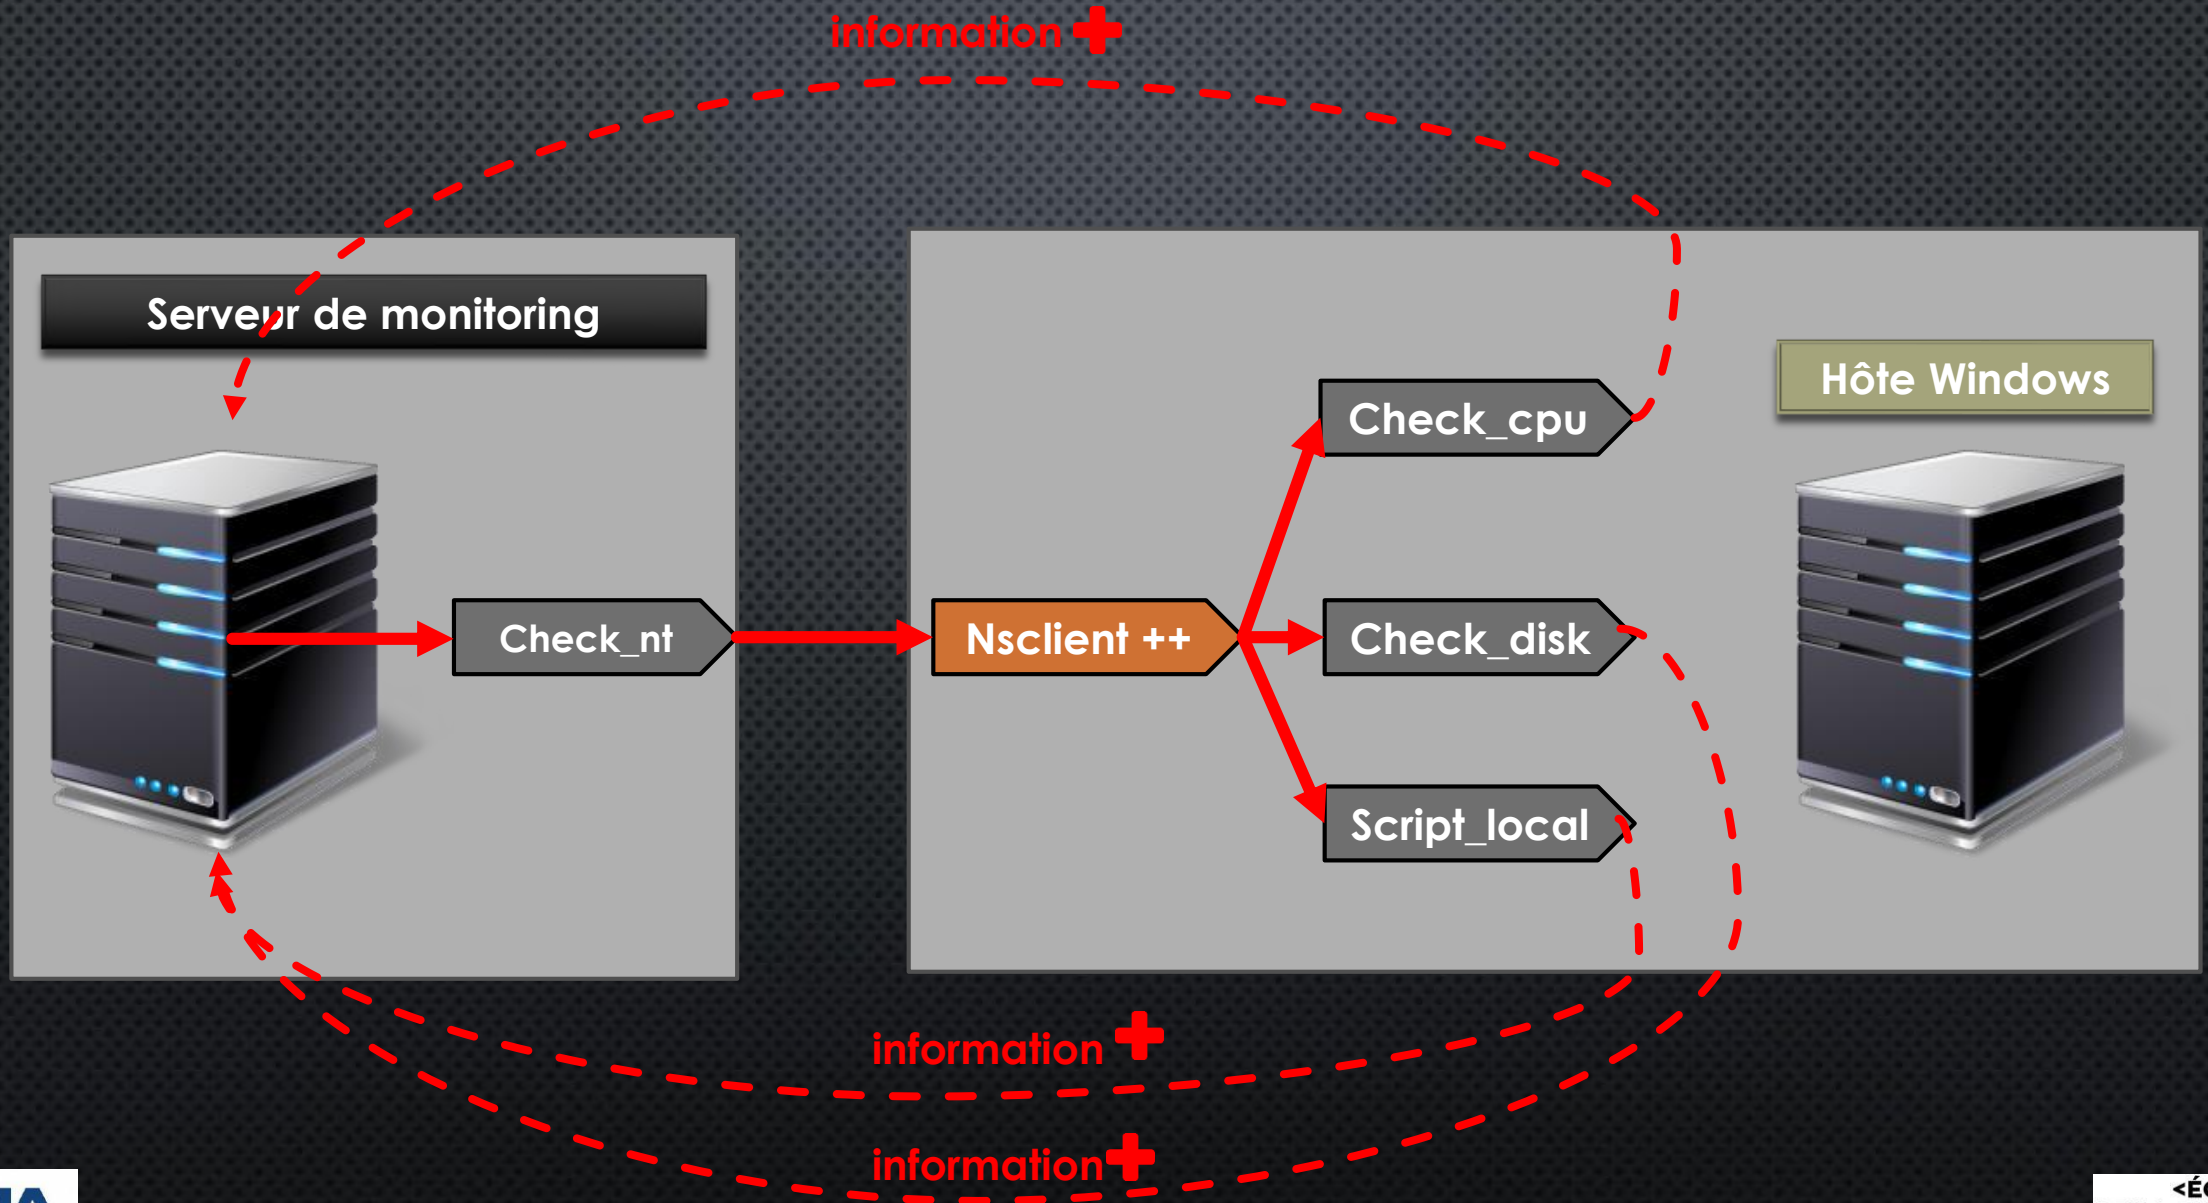 information
Serveur de monitoring
Hôte Windows
Check_cpu
Check_nt
Nsclient ++
Check_disk
Script_local
information
information